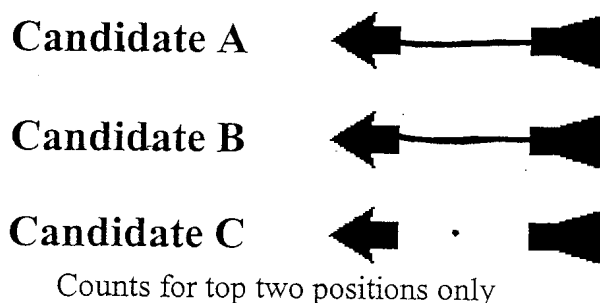 Candidate A
Candidate B
Candidate C
Counts for top two positions only